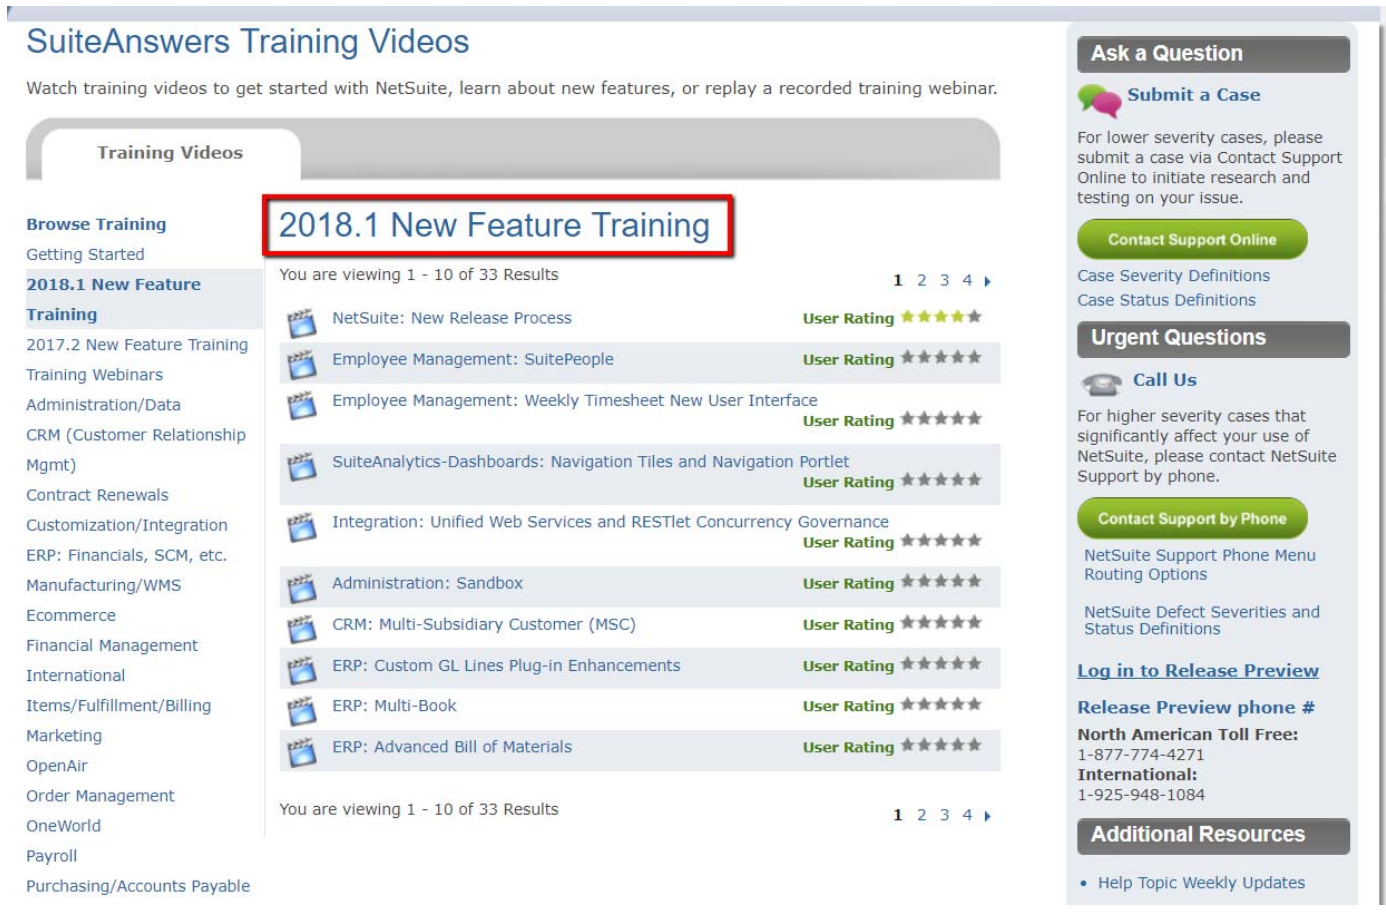 SuiteAnswers Training Videos
Watch training videos to get started with NetSuite, learn about new features, or replay a recorded training webinar.
Training Videos
Browse Training
Getting Started
2018.1 New Feature
Training
2017.2 New Feature Training
Training Webinars
Administration/Data
CRM (Customer Relationship
Mgmt)
Contract Renewals
Customization/Integration
ERP: Financials, SCM, etc.
Manufacturing/WMS
Ecommerce
Financial Management
International
Items/Fulfillment/Billing
Marketing
OpenAir
Order Management
OneWorld
Payroll
Purchasing/Accounts Payable
2018.1 New Feature Training
You are viewing 1 - 10 of 33 Results
1 2 3 4
NetSuite: New Release Process User Rating
Employee Management: SuitePeople User Rating
Employee Management: Weekly Timesheet New User Interface
User Rating
SuiteAnalytics-Dashboards: Navigation Tiles and Navigation Portlet
User Rating
Integration: Unified Web Services and RESTlet Concurrency Governance
User Rating
Administration: Sandbox User Rating
CRM: Multi-Subsidiary Customer (MSC) User Rating
ERP: Custom GL Lines Plug-in Enhancements User Rating
ERP: Multi-Book User Rating
ERP: Advanced Bill of Materials User Rating
You are viewing 1 - 10 of 33 Results
1 2 3 4
Ask a Question
Submit a Case
For lower severity cases, please
submit a case via Contact Support
Online to initiate research and
testing on your issue.
Contact Support Online
Case Severity Definitions
Case Status Definitions
Urgent Questions
Call Us
For higher severity cases that
significantly affect your use of
NetSuite, please contact NetSuite
Support by phone.
Contact Support by Phone
NetSuite Support Phone Menu
Routing Options
NetSuite Defect Severities and
Status Definitions
Log in to Release Preview
Release Preview phone #
North American Toll Free:
1-877-774-4271
International:
1-925-948-1084
Additional Resources
• Help Topic Weekly Updates